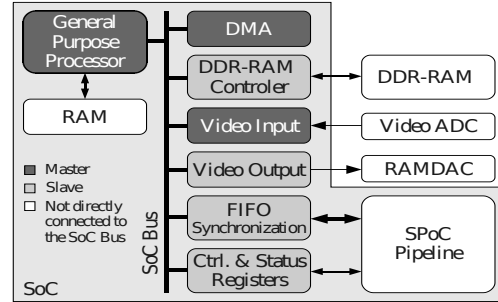 General
Purpose
Processor
RAM
Master
Slave
Not directly
connected to
the SoC Bus
SoC
SoC Bus
DMA
DDR-RAM
Controler
Video Input
Video Output
FIFO
Synchronization
Ctrl. & Status
Registers
DDR-RAM
Video ADC
RAMDAC
SPoC
Pipeline